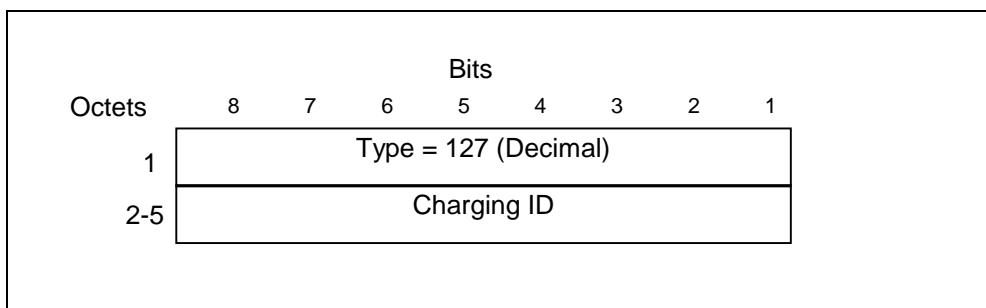 Bits
Octets 8 7 6 5 4 3 2 1
1 Type = 127 (Decimal)
2-5 Charging ID